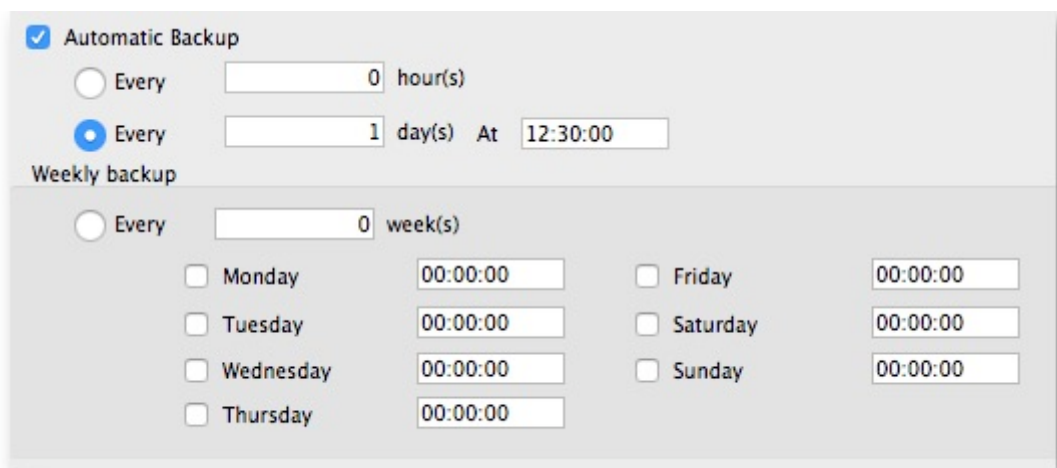 Automatic Backup
Every 0 hour(s)
Every 1 day(s) At 12:30:00
Weekly backup
Every 0 week(s)
Monday 00:00:00 Friday 00:00:00
Tuesday 00:00:00 Saturday 00:00:00
Wednesday 00:00:00 Sunday 00:00:00
Thursday 00:00:00